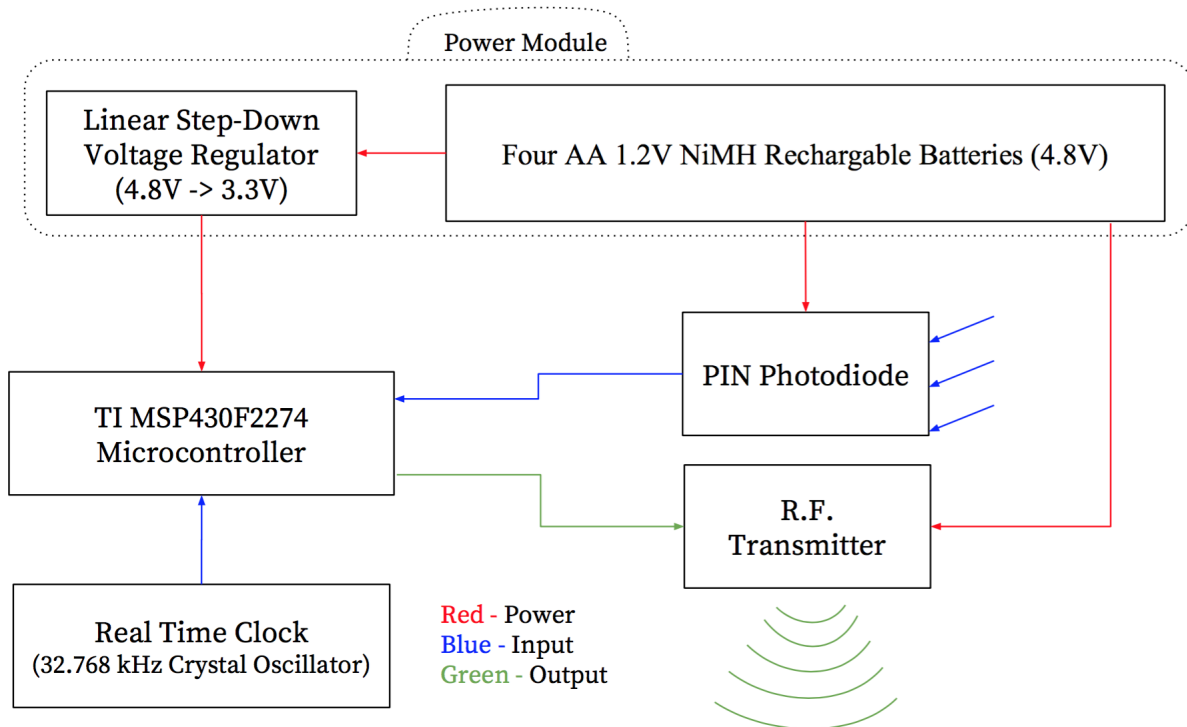 Power Module
Linear Step-Down
Voltage Regulator
(4.8V -> 3.3V)
Four AA 1.2V NiMH Rechargable Batteries (4.8V)
PIN Photodiode
TI MSP430F2274
Microcontroller
R.F.
Transmitter
Real Time Clock
(32.768 kHz Crystal Oscillator)
Red - Power
Blue - Input
Green - Output